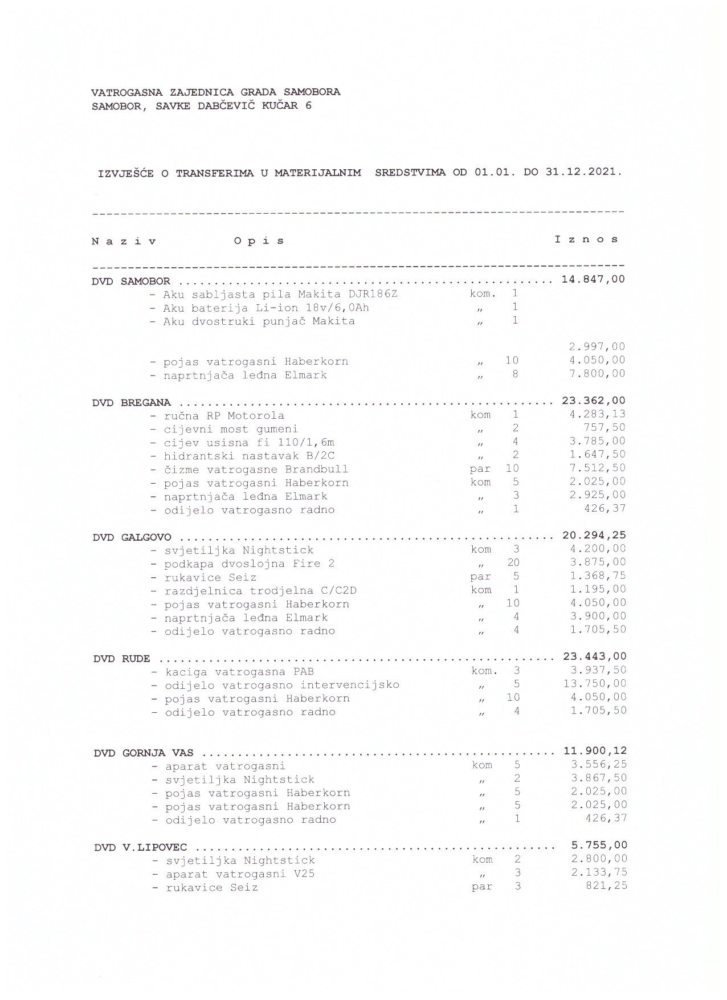 VATROGASNA ZAJEDNICA GRADA SAMOBORA
SAMOBOR, SAVKE DABČEVIČ KUČAR 6
IZVJEŠĆE O TRANSFERIMA U MATERIJALNIM SREDSTVIMA OD 01.01. DO 31.12.2021.
---------------------------------------------------------------------------
N a z i v O p i s I z n o s
---------------------------------------------------------------------------
DVD SAMOBOR ..................................................... 14.847,00
- Aku sabljasta pila Makita DJR186Z kom. 1
- Aku baterija Li-ion 18v/6,0Ah „ 1
- Aku dvostruki punjač Makita „ 1
2.997,00
- pojas vatrogasni Haberkorn „ 10 4.050,00
- naprtnjača leđna Elmark „ 8 7.800,00
DVD BREGANA ..................................................... 23.362,00
- ručna RP Motorola kom 1 4.283,13
- cijevni most gumeni „ 2 757,50
- cijev usisna fi 110/1,6m „ 4 3.785,00
- hidrantski nastavak B/2C „ 2 1.647,50
- čizme vatrogasne Brandbull par 10 7.512,50
- pojas vatrogasni Haberkorn kom 5 2.025,00
- naprtnjača leđna Elmark „ 3 2.925,00
- odijelo vatrogasno radno „ 1 426,37
DVD GALGOVO ..................................................... 20.294,25
- svjetiljka Nightstick kom 3 4.200,00
- podkapa dvoslojna Fire 2 „ 20 3.875,00
- rukavice Seiz par 5 1.368,75
- razdjelnica trodjelna C/C2D kom 1 1.195,00
- pojas vatrogasni Haberkorn „ 10 4.050,00
- naprtnjača leđna Elmark „ 4 3.900,00
- odijelo vatrogasno radno „ 4 1.705,50
DVD RUDE ........................................................ 23.443,00
- kaciga vatrogasna PAB kom. 3 3.937,50
- odijelo vatrogasno intervencijsko „ 5 13.750,00
- pojas vatrogasni Haberkorn „ 10 4.050,00
- odijelo vatrogasno radno „ 4 1.705,50
DVD GORNJA VAS .................................................. 11.900,12
- aparat vatrogasni kom 5 3.556,25
- svjetiljka Nightstick „ 2 3.867,50
- pojas vatrogasni Haberkorn „ 5 2.025,00
- pojas vatrogasni Haberkorn „ 5 2.025,00
- odijelo vatrogasno radno „ 1 426,37
DVD V.LIPOVEC ................................................... 5.755,00
- svjetiljka Nightstick kom 2 2.800,00
- aparat vatrogasni V25 „ 3 2.133,75
- rukavice Seiz par 3 821,25